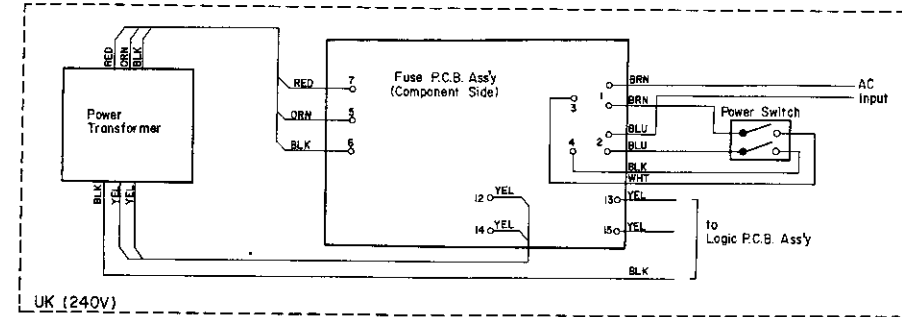 RED
ORN
BLK
Power
Transformer
BLK
YEL
YEL
RED
ORN
BLK
Fuse P.C.B. Ass'y
(Component Side)
7
5
6
3
4
1
2
12 YEL
14 YEL
13 YEL
15 YEL
BRN
BRN
BLU
BLU
BLK
WHT
AC
Input
Power Switch
to
Logic P.C.B. Ass'y
BLK
UK (240V)